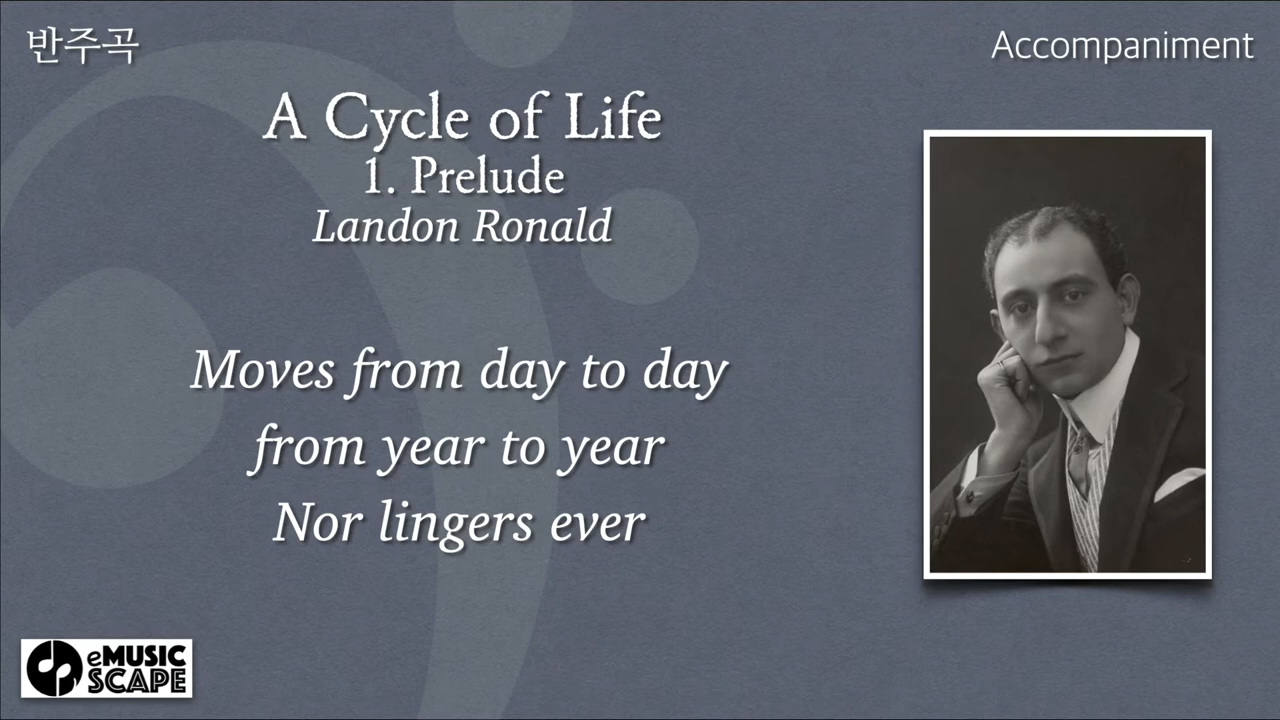 반주곡
Accompaniment
A Cycle of Life
1. Prelude
Landon Ronald
Moves from day to day
from year to year
Nor lingers ever
eMUSIC
SCAPE